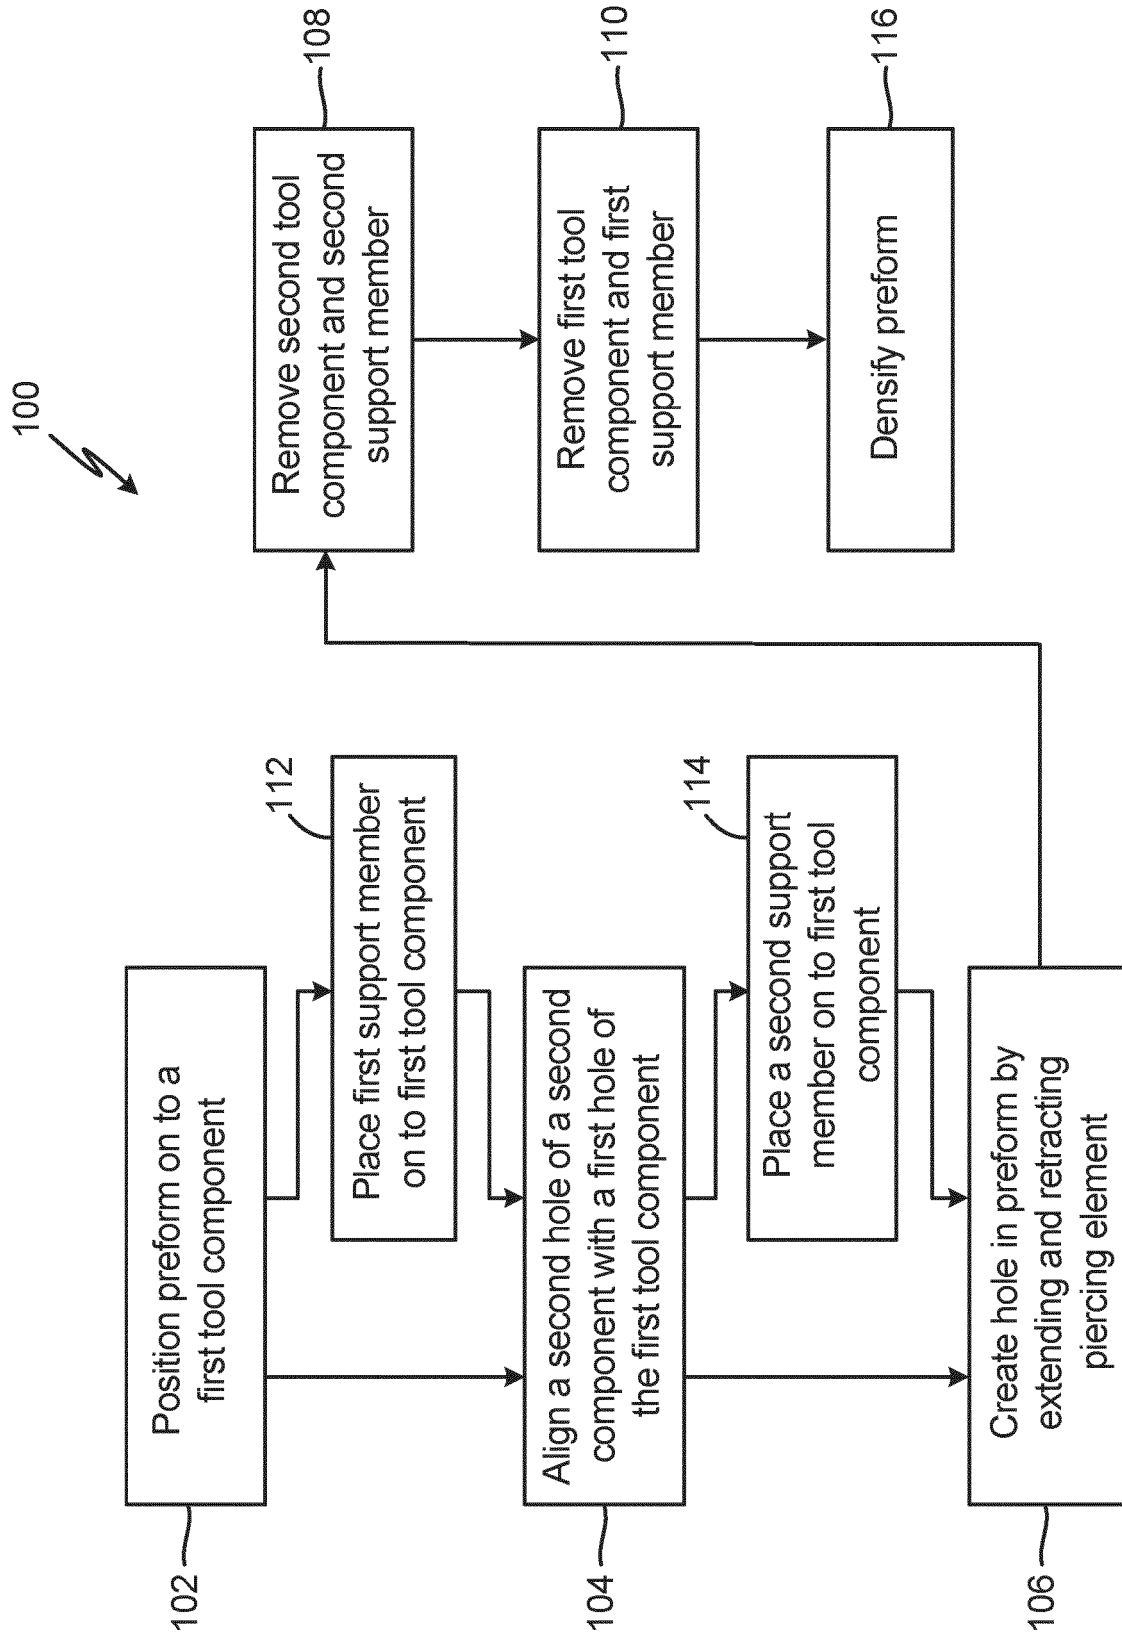 100
102
Position preform on to a
first tool component
112
Place first support member
on to first tool component
104
Align a second hole of a second
component with a first hole of
the first tool component
114
Place a second support
member on to first tool
component
106
Create hole in preform by
extending and retracting
piercing element
108
Remove second tool
component and second
support member
110
Remove first tool
component and first
support member
116
Densify preform